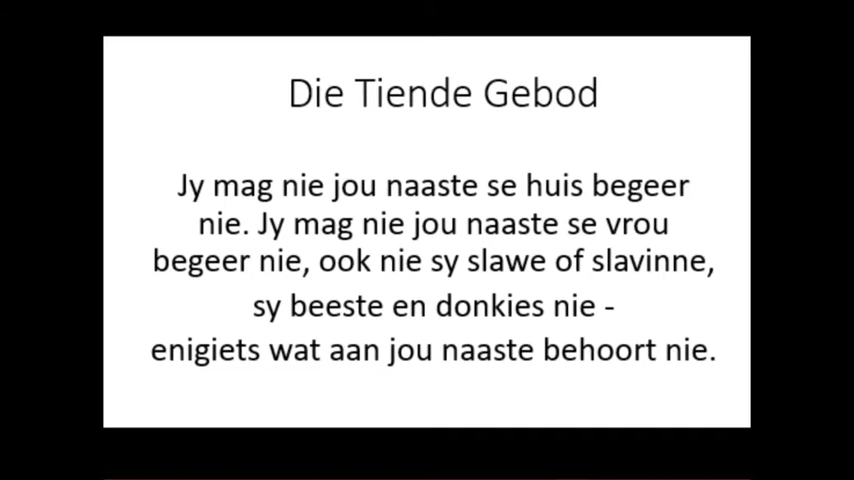 Die Tiende Gebod
Jy mag nie jou naaste se huis begeer
nie. Jy mag nie jou naaste se vrou
begeer nie, ook nie sy slawe of slavinne,
sy beeste en donkies nie -
enigiets wat aan jou naaste behoort nie.